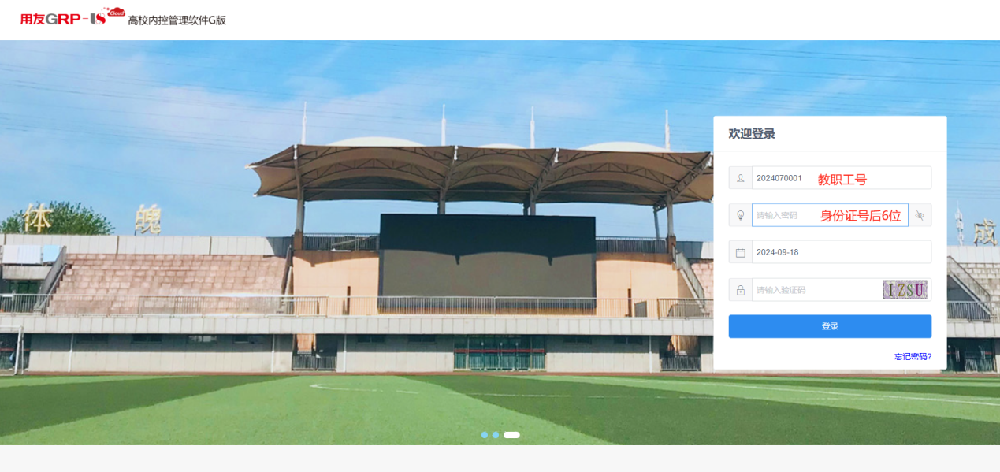 用友GRP-U8 Cloud 高校内控管理软件G版
欢迎登录
2024070001 教职工号
请输入密码 身份证号后6位
2024-09-18
请输入验证码 IZSU
登录
忘记密码?
体 魄
成